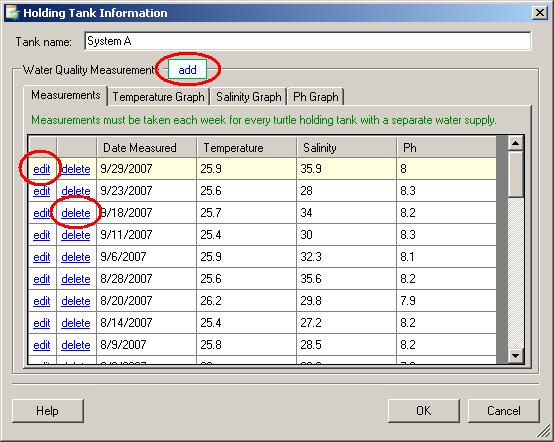 Holding Tank Information
Tank name: System A
Water Quality Measurements add
Measurements Temperature Graph Salinity Graph Ph Graph
Measurements must be taken each week for every turtle holding tank with a separate water supply.
Date Measured Temperature Salinity Ph
edit delete 9/29/2007 25.9 35.9 8
edit delete 9/23/2007 25.6 28 8.3
edit delete 9/18/2007 25.7 34 8.2
edit delete 9/11/2007 25.4 30 8.3
edit delete 9/6/2007 25.9 32.3 8.1
edit delete 8/28/2007 25.6 35.6 8.2
edit delete 8/20/2007 26.2 29.8 7.9
edit delete 8/14/2007 25.4 27.2 8.2
edit delete 8/9/2007 25.8 28.5 8.2
edit delete
Help OK Cancel